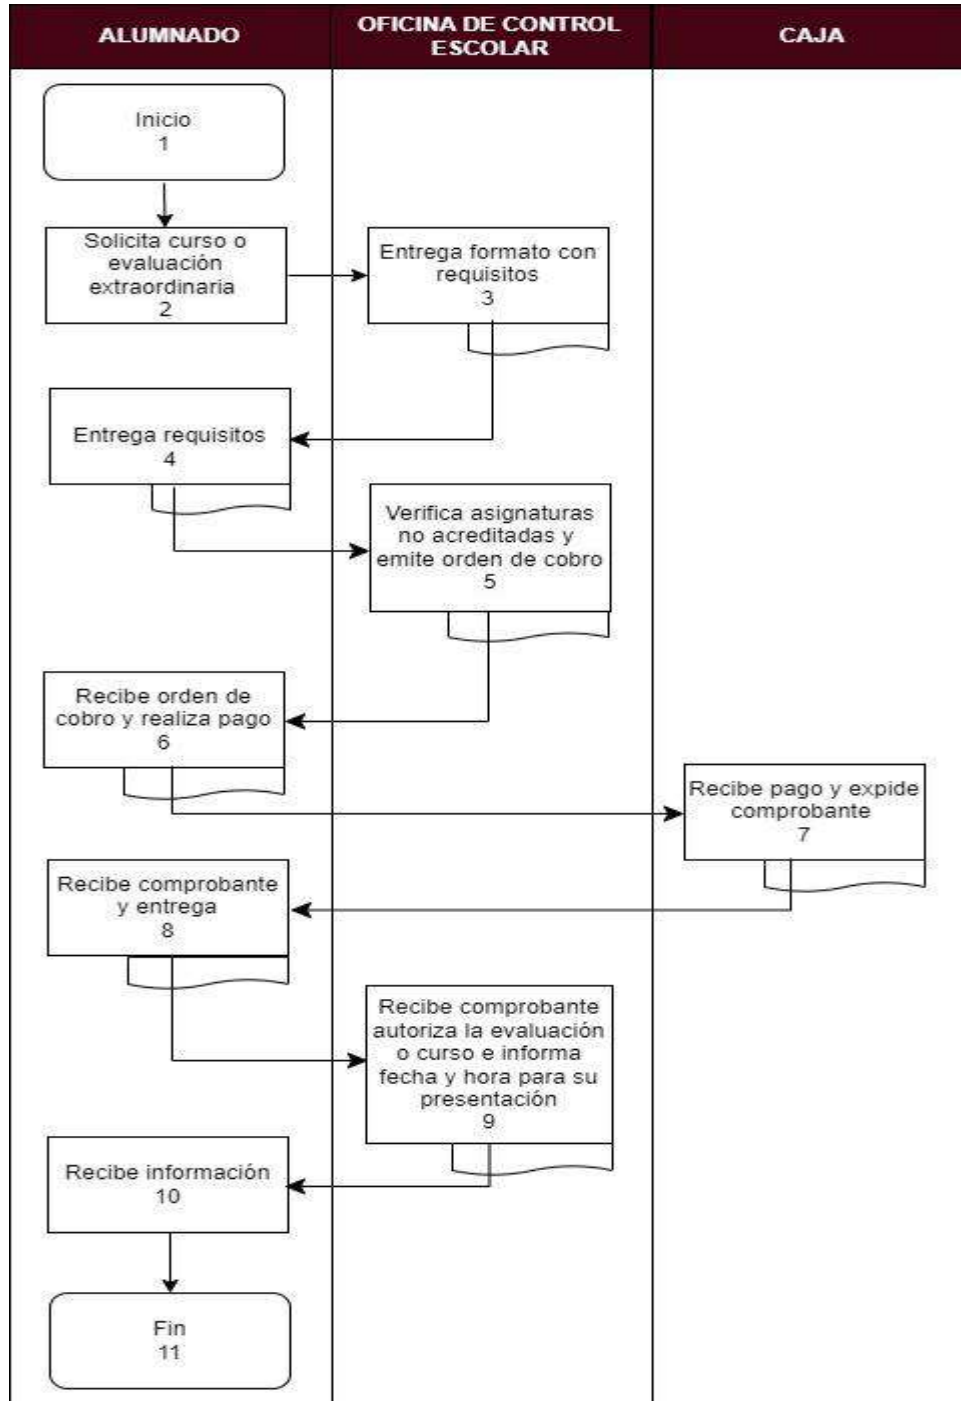 ALUMNADO
OFICINA DE CONTROL
ESCOLAR
CAJA
Inicio
1
Solicita curso o
evaluación
extraordinaria
2
Entrega formato con
requisitos
3
Entrega requisitos
4
Verifica asignaturas
no acreditadas y
emite orden de cobro
5
Recibe orden de
cobro y realiza pago
6
Recibe pago y expide
comprobante
7
Recibe comprobante
y entrega
8
Recibe comprobante
autoriza la evaluación
o curso e informa
fecha y hora para su
presentación
9
Recibe información
10
Fin
11